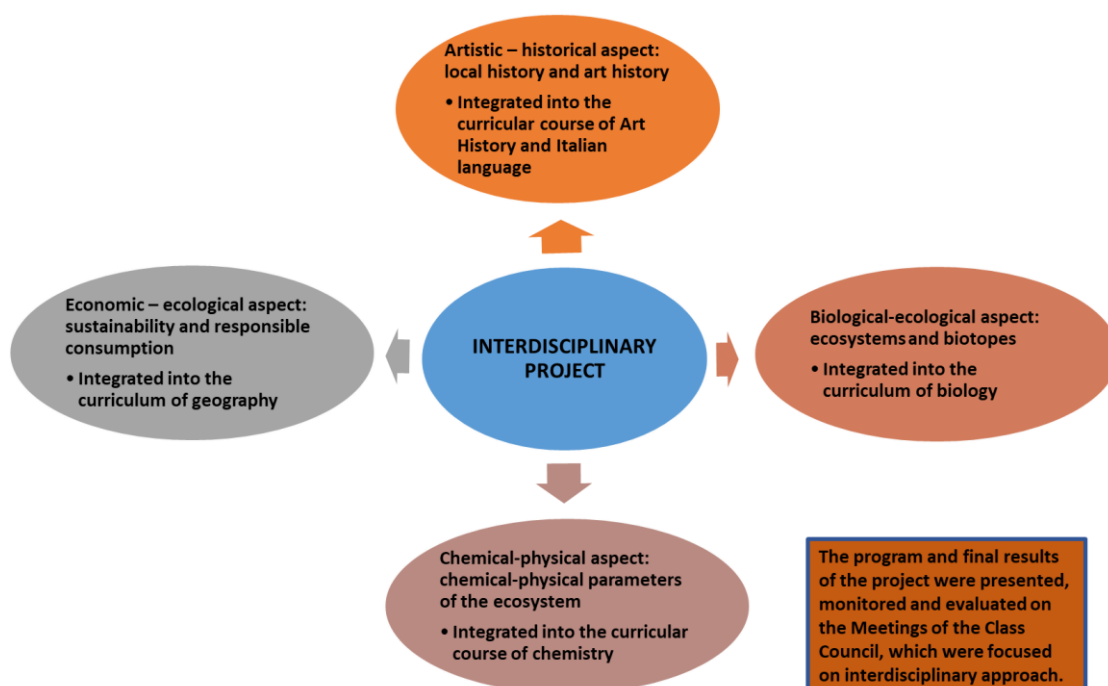 Artistic – historical aspect:
local history and art history
• Integrated into the
curricular course of Art
History and Italian
language
Economic – ecological aspect:
sustainability and responsible
consumption
• Integrated into the
curriculum of geography
INTERDISCIPLINARY
PROJECT
Biological-ecological aspect:
ecosystems and biotopes
• Integrated into the
curriculum of biology
Chemical-physical aspect:
chemical-physical parameters
of the ecosystem
• Integrated into the curricular
course of chemistry
The program and final results
of the project were presented,
monitored and evaluated on
the Meetings of the Class
Council, which were focused
on interdisciplinary approach.